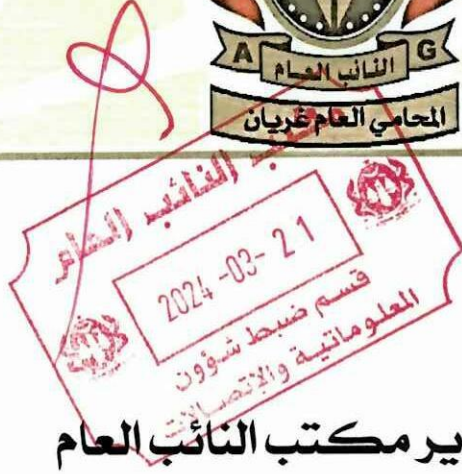 A النائب العام G
المحامي العام غريان
مكتب النائب العام
2024-03-21
قسم ضبط شؤون
المعلوماتية والاتصالات
ير مكتب النائب العام